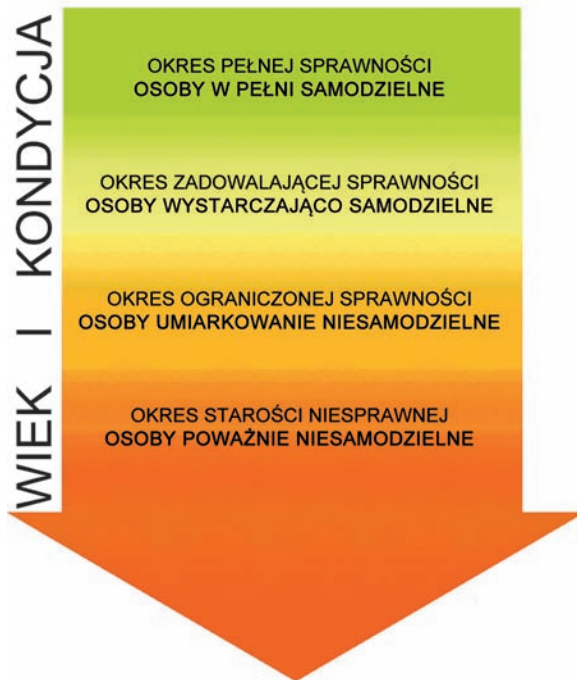 WIEK I KONDYCJA
OKRES PEŁNEJ SPRAWNOŚCI
OSOBY W PEŁNI SAMODZIELNE
OKRES ZADOWALAJĄCEJ SPRAWNOŚCI
OSOBY WYSTARCZAJĄCO SAMODZIELNE
OKRES OGRANICZONEJ SPRAWNOŚCI
OSOBY UMIARKOWANIE NIESAMODZIELNE
OKRES STAROŚCI NIESPRAWNEJ
OSOBY POWAŻNIE NIESAMODZIELNE